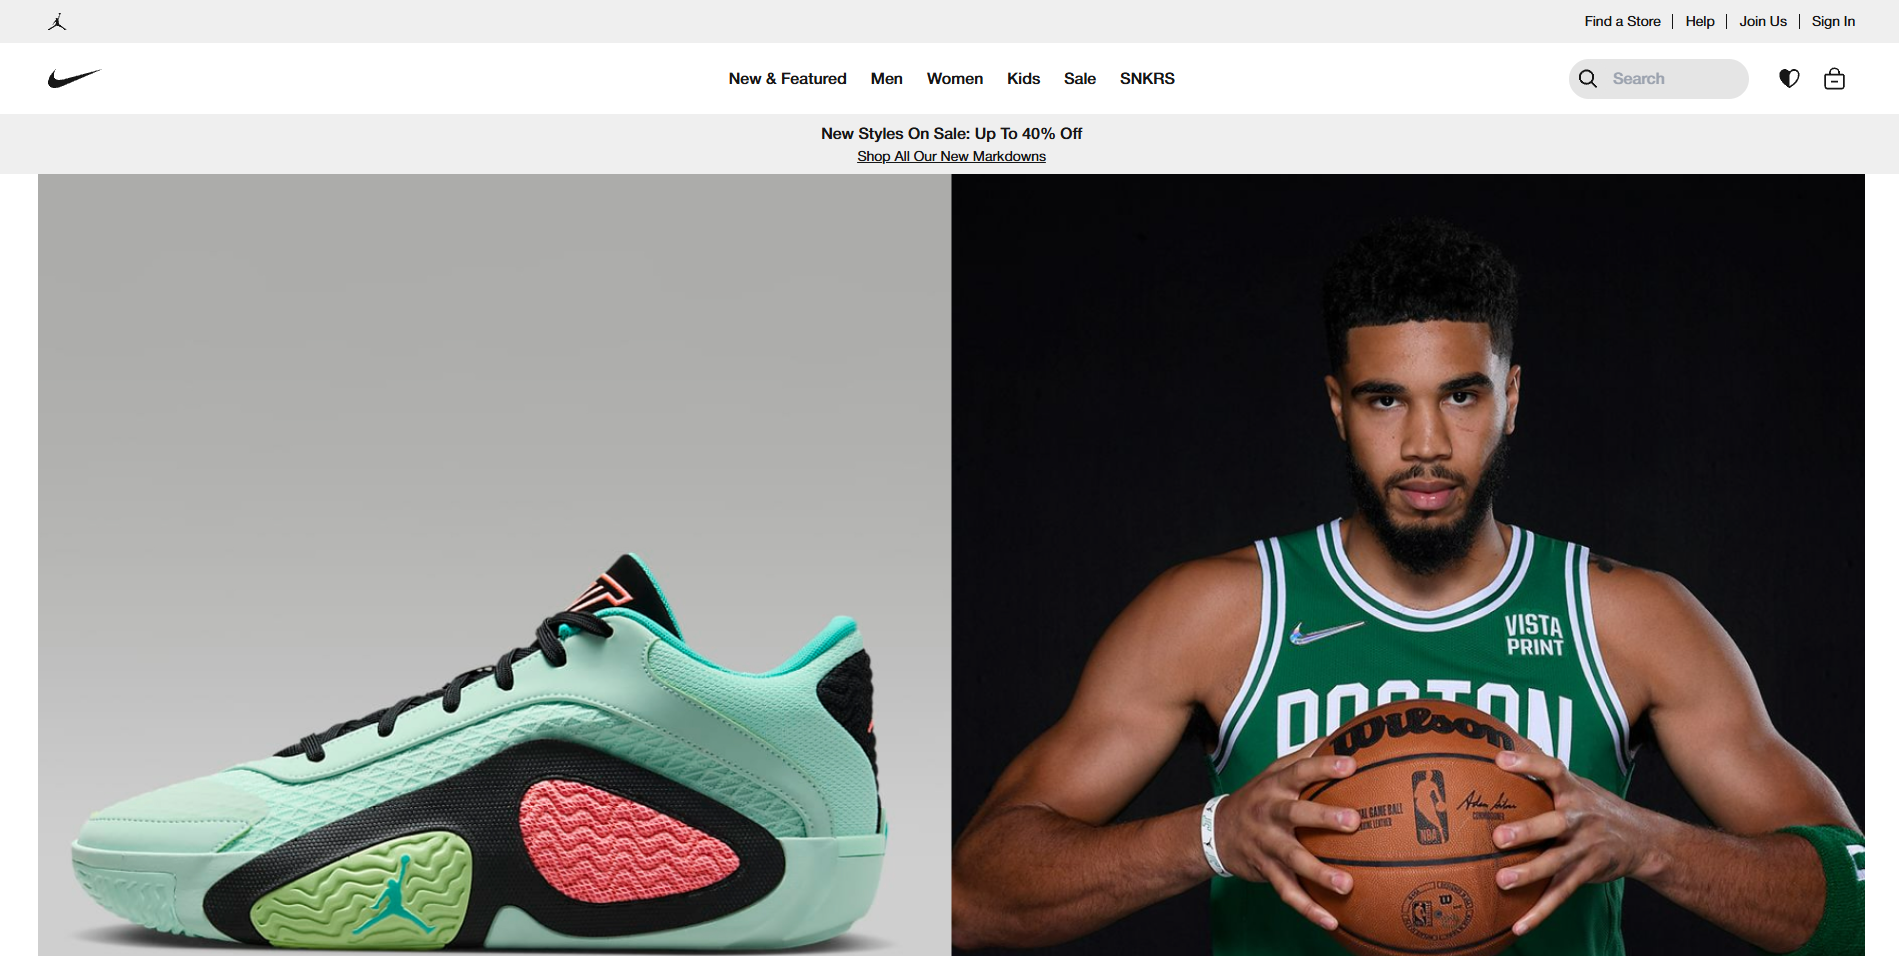 Find a Store
Help
Join Us
Sign In
New & Featured
Men
Women
Kids
Sale
SNKRS
Search
New Styles On Sale: Up To 40% Off
Shop All Our New Markdowns
VISTA
PRINT
BOSTON
Wilson
NBA